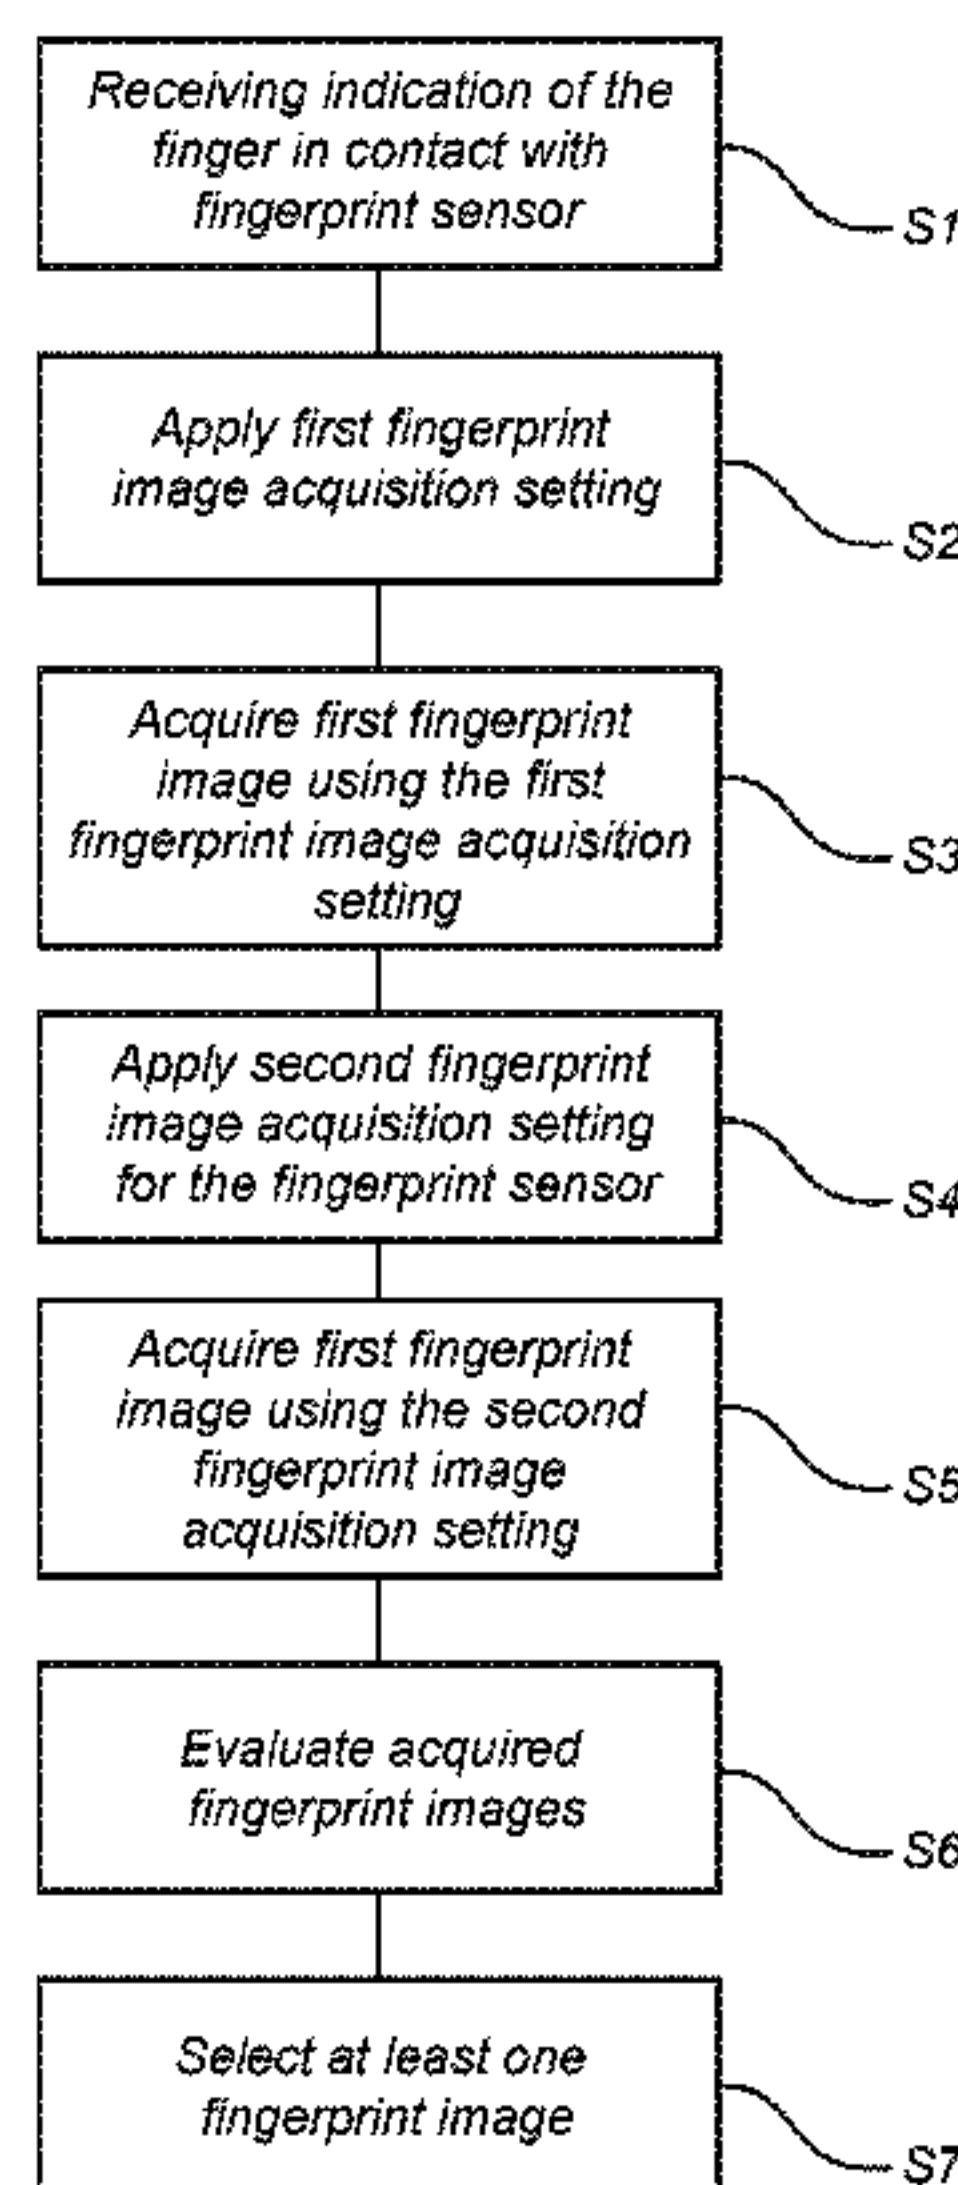 Receiving indication of the
finger in contact with
fingerprint sensor
S1
Apply first fingerprint
image acquisition setting
S2
Acquire first fingerprint
image using the first
fingerprint image acquisition
setting
S3
Apply second fingerprint
image acquisition setting
for the fingerprint sensor
S4
Acquire first fingerprint
image using the second
fingerprint image
acquisition setting
S5
Evaluate acquired
fingerprint images
S6
Select at least one
fingerprint image
S7